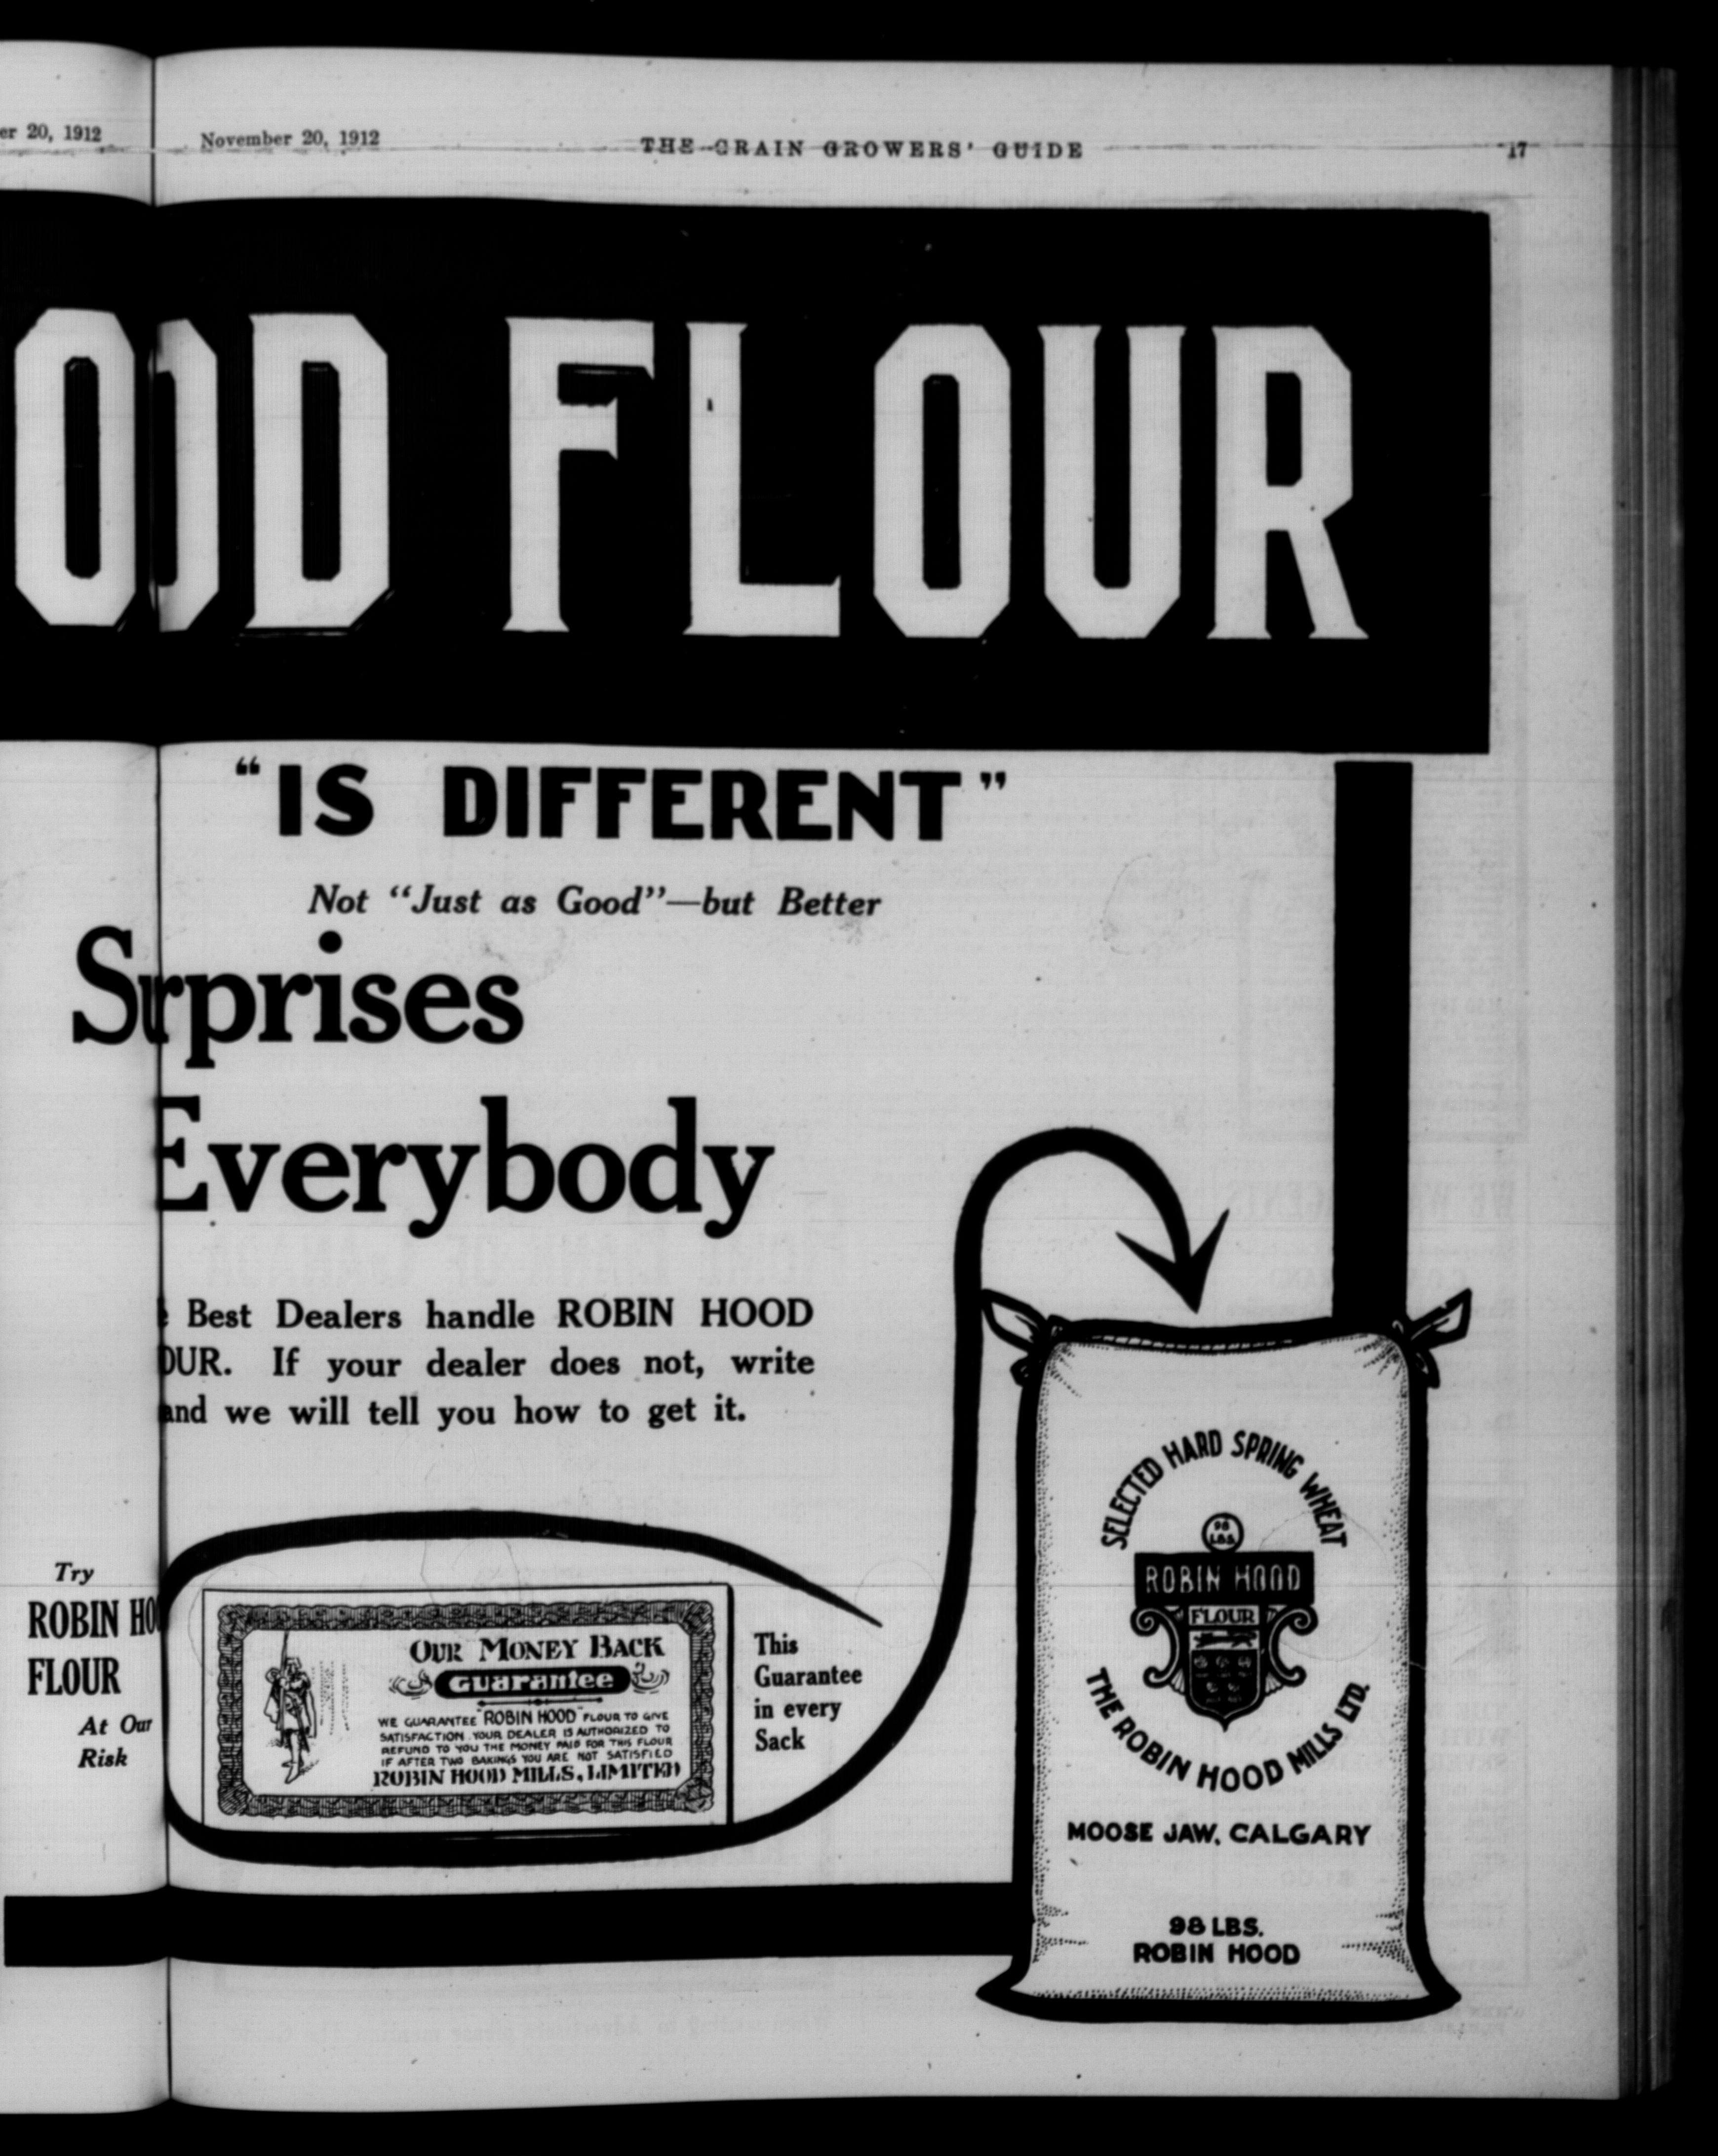 er 20, 1912
November 20, 1912 THE GRAIN GROWERS' GUIDE 17
OOD FLOUR
"IS DIFFERENT"
Not "Just as Good"—but Better
Surprises
Everybody
Best Dealers handle ROBIN HOOD
OUR. If your dealer does not, write
and we will tell you how to get it.
Try
ROBIN HO
FLOUR
At Our
Risk
OUR MONEY BACK
Guarantee
WE GUARANTEE "ROBIN HOOD" FLOUR TO GIVE
SATISFACTION. YOUR DEALER IS AUTHORIZED TO
REFUND TO YOU THE MONEY PAID FOR THIS FLOUR
IF AFTER TWO BAKINGS YOU ARE NOT SATISFIED
ROBIN HOOD MILLS, LIMITED
This
Guarantee
in every
Sack
SELECTED HARD SPRING WHEAT
98
LBS.
ROBIN HOOD
FLOUR
THE ROBIN HOOD MILLS LTD.
MOOSE JAW, CALGARY
98 LBS.
ROBIN HOOD